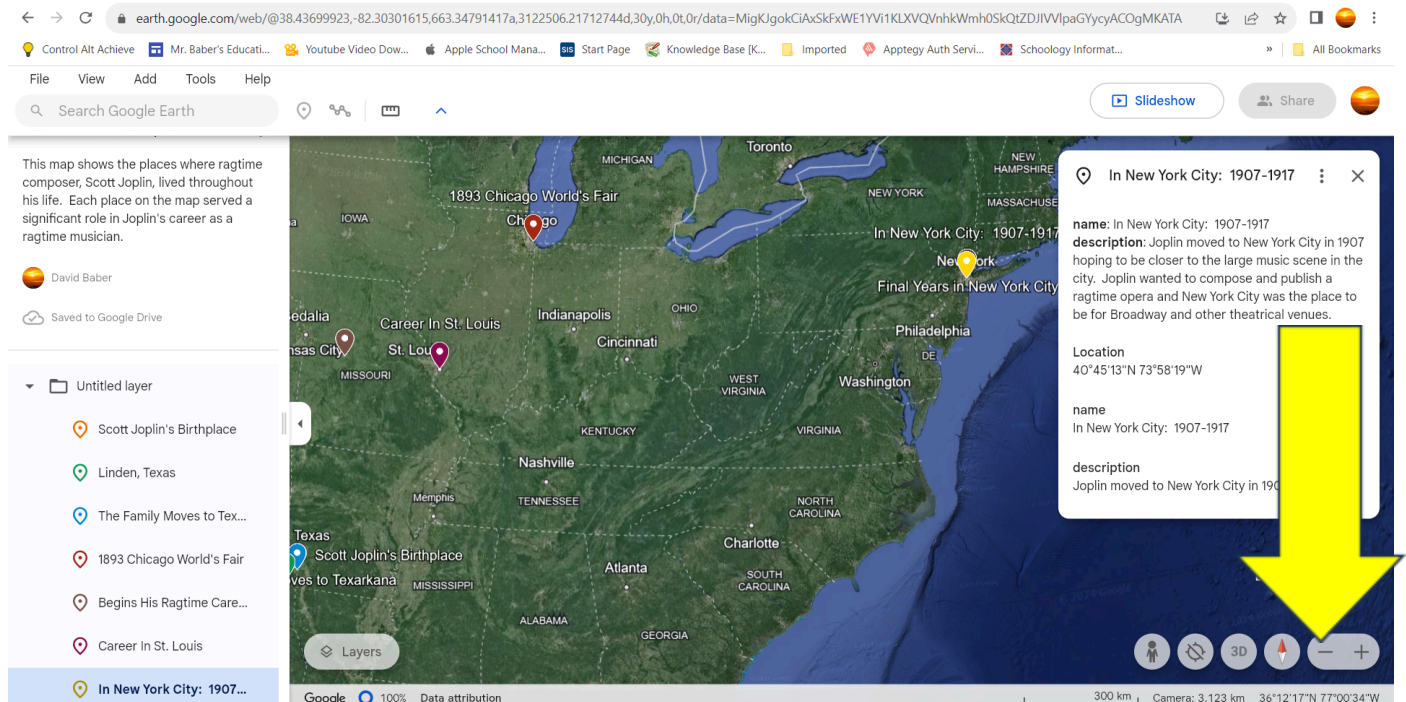 earth.google.com/web/@38.43699923,-82.30301615,663.34791417a,3122506.21712744d,30y,0h,0t,0r/data=MigKJgokCiAxSkFxWE1YVi1KLXVQVnhkWmh0SkQtZDJIVVlpaGYycyACOgMKATA
Control Alt Achieve
Mr. Baber's Educati...
Youtube Video Dow...
Apple School Mana...
SIS Start Page
Knowledge Base [K...
Imported
Apptegy Auth Servi...
Schoology Informat...
»
All Bookmarks
File View Add Tools Help
Search Google Earth
Slideshow
Share
This map shows the places where ragtime
composer, Scott Joplin, lived throughout
his life. Each place on the map served a
significant role in Joplin's career as a
ragtime musician.
David Baber
Saved to Google Drive
Untitled layer
Scott Joplin's Birthplace
Linden, Texas
The Family Moves to Tex...
1893 Chicago World's Fair
Begins His Ragtime Care...
Career In St. Louis
In New York City: 1907...
Toronto
MICHIGAN
NEW
HAMPSHIRE
1893 Chicago World's Fair
NEW YORK
MASSACHUSE
IOWA
a
Chicago
In New York City: 1907-1917
New York
Final Years in New York City
edalia
Career In St. Louis
Indianapolis
OHIO
nsas City
St. Lou
Cincinnati
Philadelphia
DE
MISSOURI
WEST
VIRGINIA
Washington
KENTUCKY
VIRGINIA
Nashville
Memphis
TENNESSEE
NORTH
CAROLINA
Texas
Scott Joplin's Birthplace
Charlotte
ves to Texarkana
MISSISSIPPI
Atlanta
SOUTH
CAROLINA
ALABAMA
GEORGIA
Layers
In New York City: 1907-1917
name: In New York City: 1907-1917
description: Joplin moved to New York City in 1907
hoping to be closer to the large music scene in the
city. Joplin wanted to compose and publish a
ragtime opera and New York City was the place to
be for Broadway and other theatrical venues.
Location
40°45'13"N 73°58'19"W
name
In New York City: 1907-1917
description
Joplin moved to New York City in 190
© 2024 Google
3D
− +
Google 100% Data attribution
300 km Camera: 3,123 km 36°12'17"N 77°00'34"W